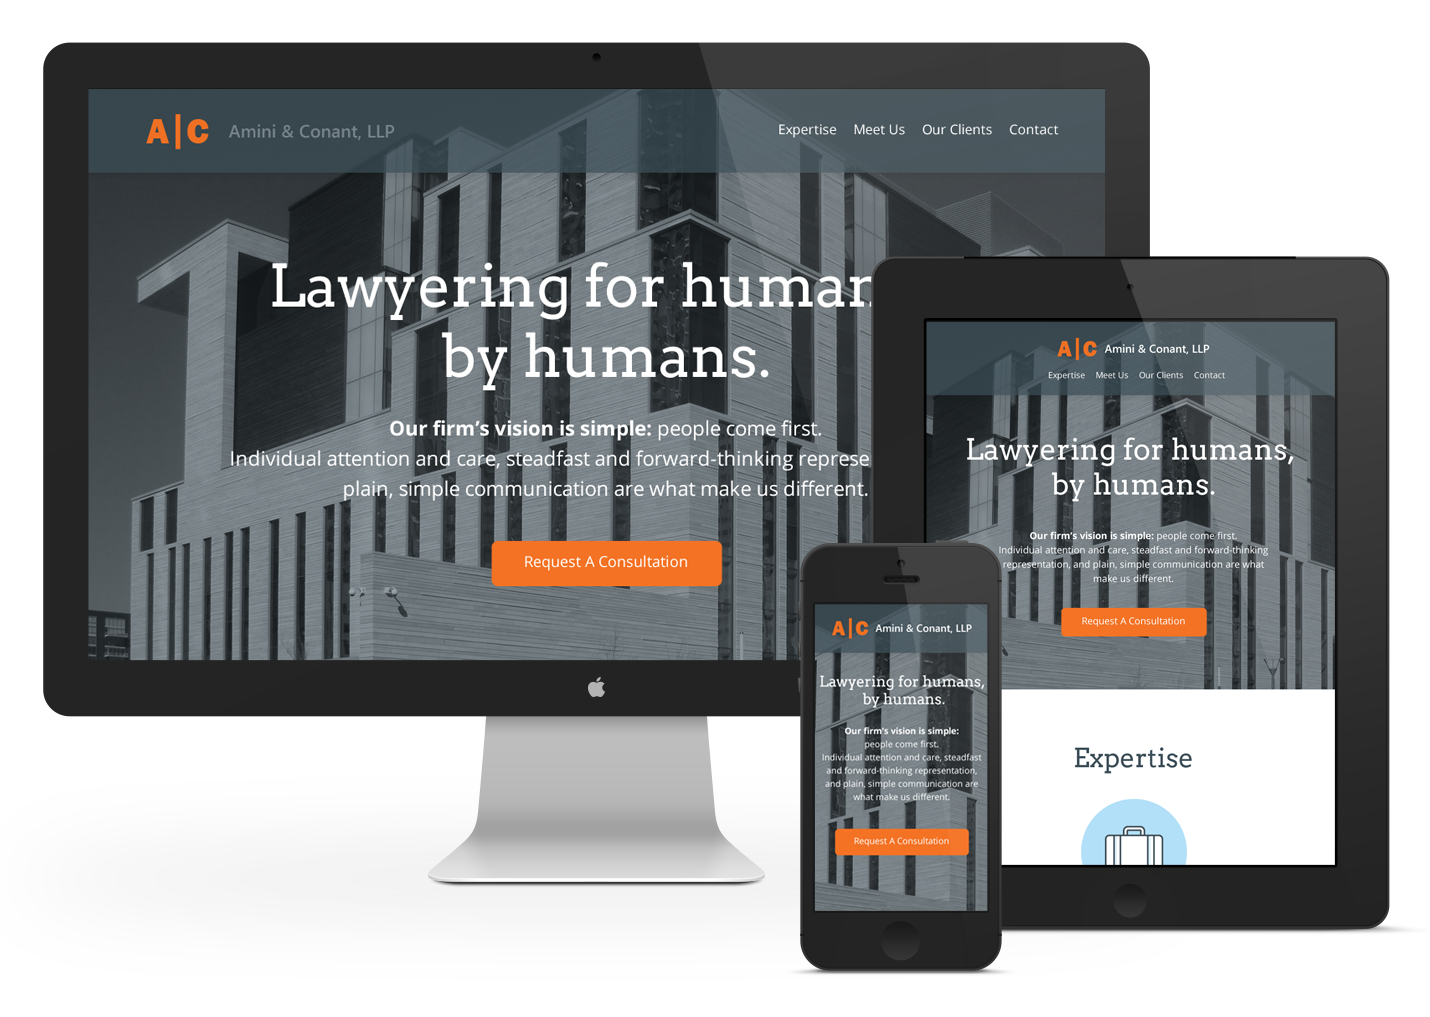 A|C Amini & Conant, LLP
Expertise Meet Us Our Clients Contact
Lawyering for human
by humans.
Our firm's vision is simple: people come first.
Individual attention and care, steadfast and forward-thinking represe
plain, simple communication are what make us different.
Request A Consultation
A|C Amini & Conant, LLP
Expertise Meet Us Our Clients Contact
Lawyering for humans,
by humans.
Our firm's vision is simple: people come first.
Individual attention and care, steadfast and forward-thinking
representation, and plain, simple communication are what
make us different.
Request A Consultation
Expertise
A|C Amini & Conant, LLP
Lawyering for humans,
by humans.
Our firm's vision is simple:
people come first.
Individual attention and care, steadfast
and forward-thinking representation,
and plain, simple communication are
what make us different.
Request A Consultation